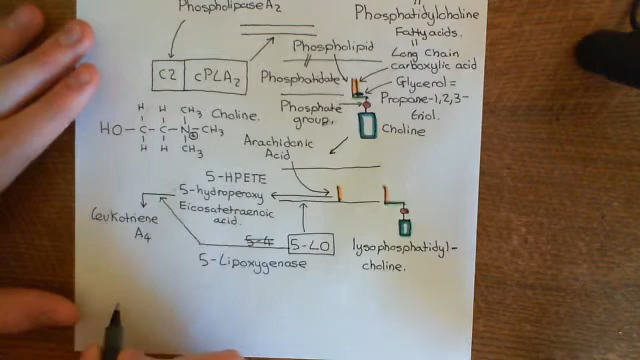 Phospholipase A2
Phosphatidylcholine
Fatty acids.
=
Long Chain
carboxylic acid
Phospholipid
C2 cPLA2
Phosphatidate
Glycerol =
Propane-1,2,3-
triol.
Phosphate
group.
Choline
H H CH3 Choline.
HO-C-C-N-CH3
H H CH3
Arachidonic
Acid
5-HPETE
5-hydroperoxy
Eicosatetraenoic
acid.
Leukotriene
A4
5-LO
5-Lipoxygenase
lysophosphatidyl-
choline.